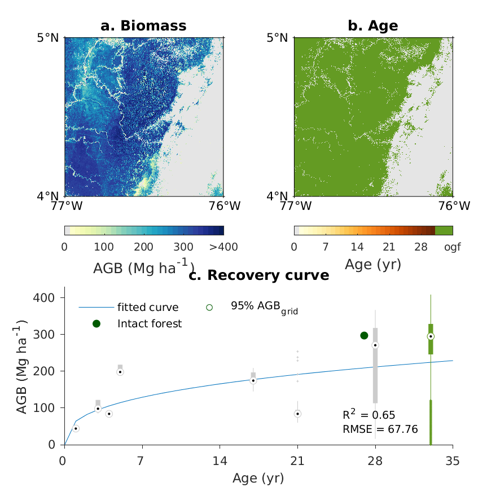 a. Biomass
b. Age
5°N
4°N
77°W 76°W
5°N
4°N
77°W 76°W
0 100 200 300 >400
AGB (Mg ha⁻¹)
0 7 14 21 28 ogf
Age (yr)
c. Recovery curve
fitted curve
Intact forest
95% AGB_grid
400
300
200
100
0
AGB (Mg ha⁻¹)
R² = 0.65
RMSE = 67.76
0 7 14 21 28 35
Age (yr)